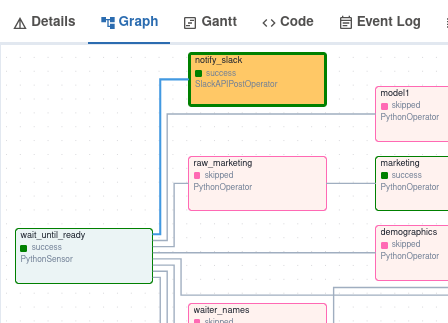 Details
Graph
Gantt
Code
Event Log
notify_slack
success
SlackAPIPostOperator
model1
skipped
PythonOperator
raw_marketing
skipped
PythonOperator
marketing
success
PythonOperator
wait_until_ready
success
PythonSensor
demographics
skipped
PythonOperator
waiter_names
skipped